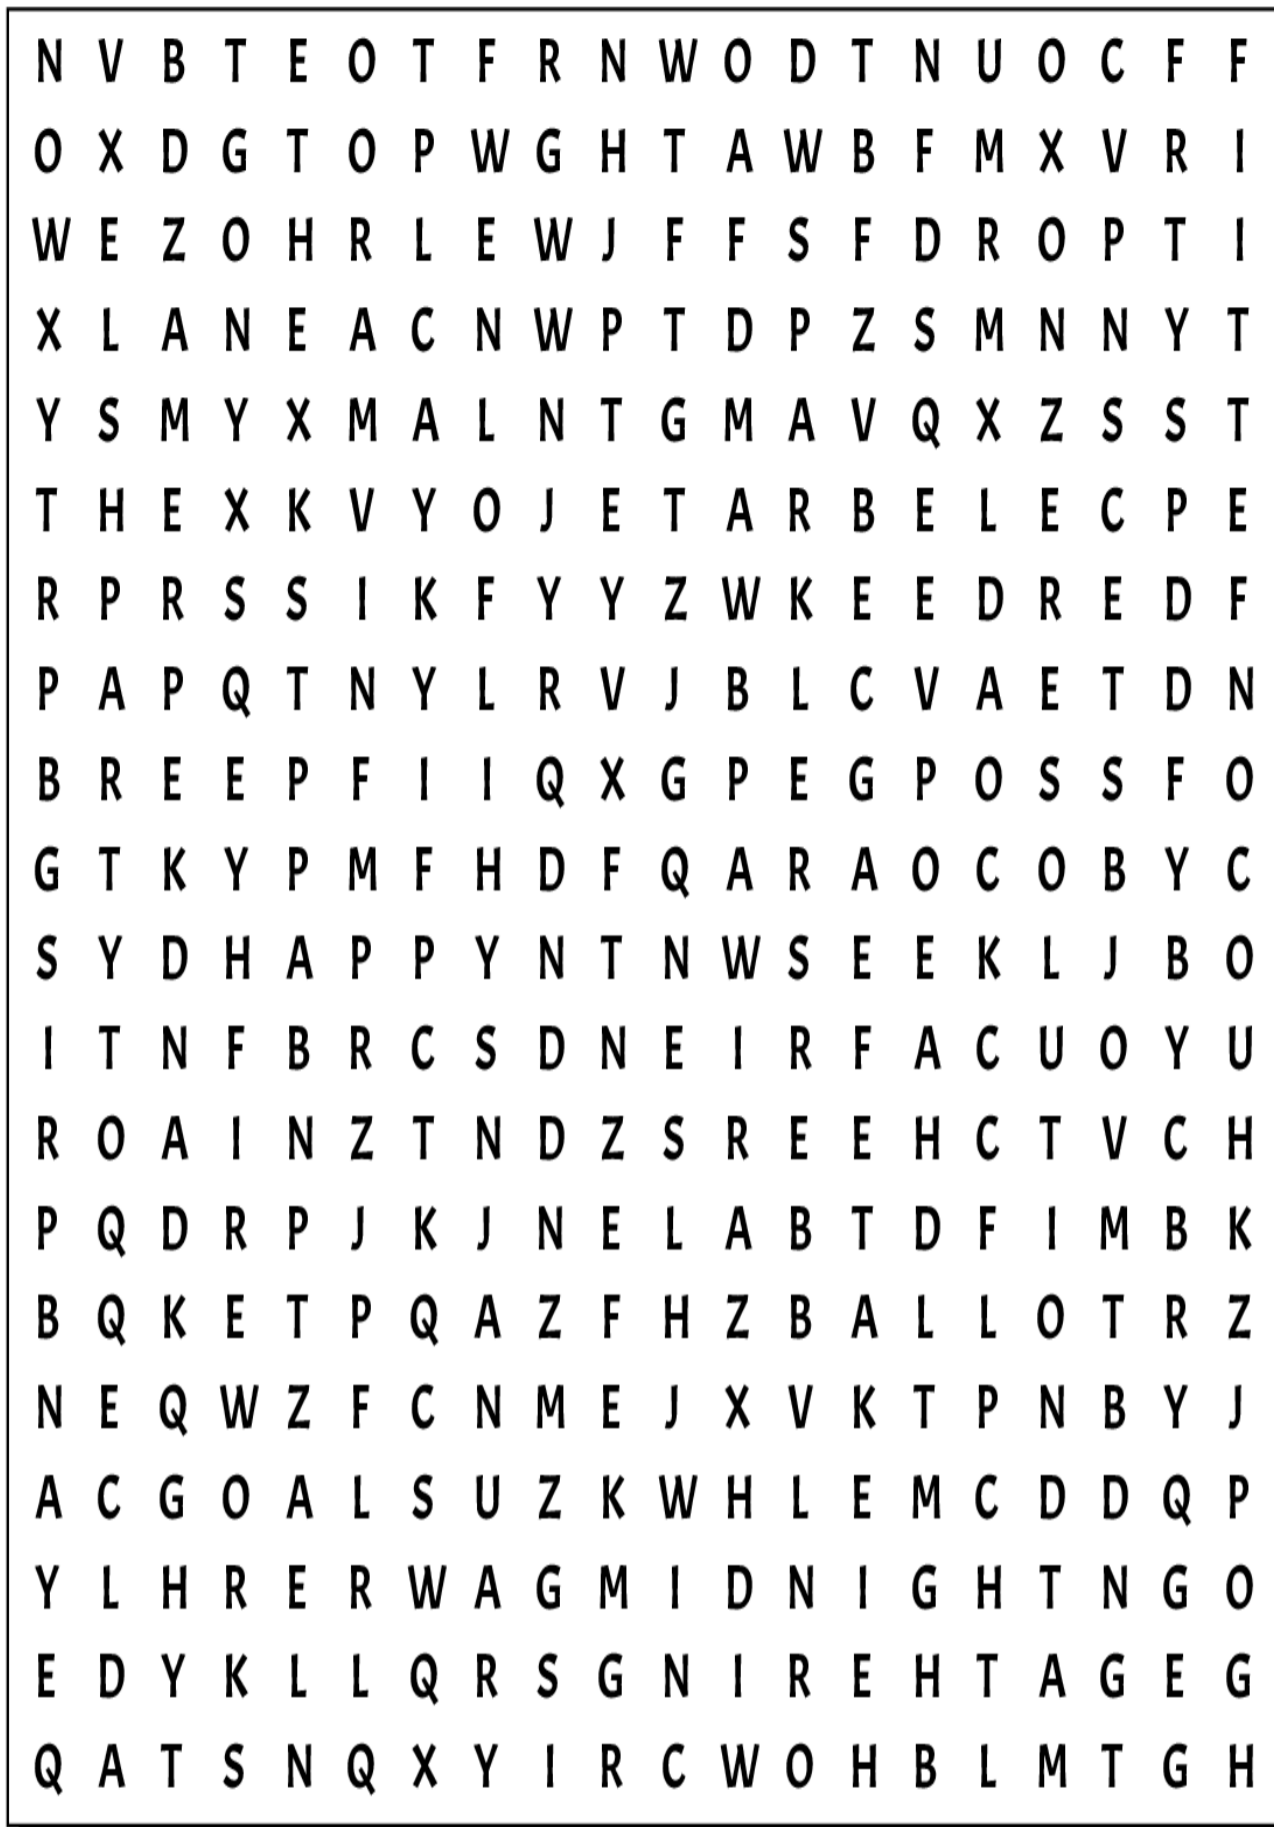 N V B T E O T F R N W O D T N U O C F F
O X D G T O P W G H T A W B F M X V R I
W E Z O H R L E W J F F S F D R O P T I
X L A N E A C N W P T D P Z S M N N Y T
Y S M Y X M A L N T G M A V Q X Z S S T
T H E X K V Y O J E T A R B E L E C P E
R P R S S I K F Y Y Z W K E E D R E D F
P A P Q T N Y L R V J B L C V A E T D N
B R E E P F I I Q X G P E G P O S S F O
G T K Y P M F H D F Q A R A O C O B Y C
S Y D H A P P Y N T N W S E E K L J B O
I T N F B R C S D N E I R F A C U O Y U
R O A I N Z T N D Z S R E E H C T V C H
P Q D R P J K J N E L A B T D F I M B K
B Q K E T P Q A Z F H Z B A L L O T R Z
N E Q W Z F C N M E J X V K T P N B Y J
A C G O A L S U Z K W H L E M C D D Q P
Y L H R E R W A G M I D N I G H T N G O
E D Y K L L Q R S G N I R E H T A G E G
Q A T S N Q X Y I R C W O H B L M T G H